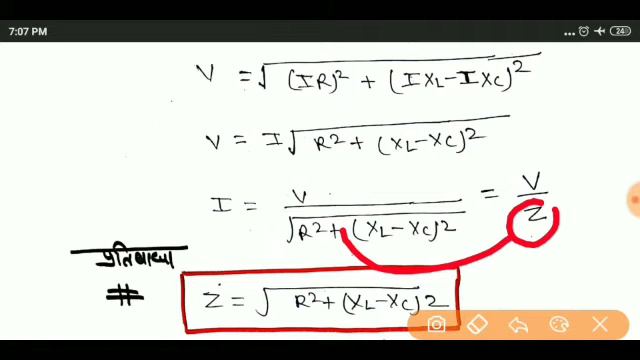 7:07 PM
24
V = √(IR)² + (IXL-IXC)²
V = I√R²+(XL-XC)²
I = V / √R²+(XL-XC)2 = V / Z
#
Z = √R²+(XL-XC)2